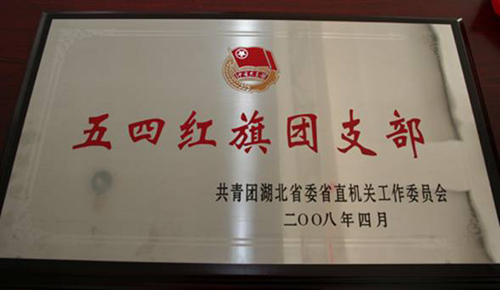 五四红旗团支部
共青团湖北省委省直机关工作委员会
二〇〇八年四月